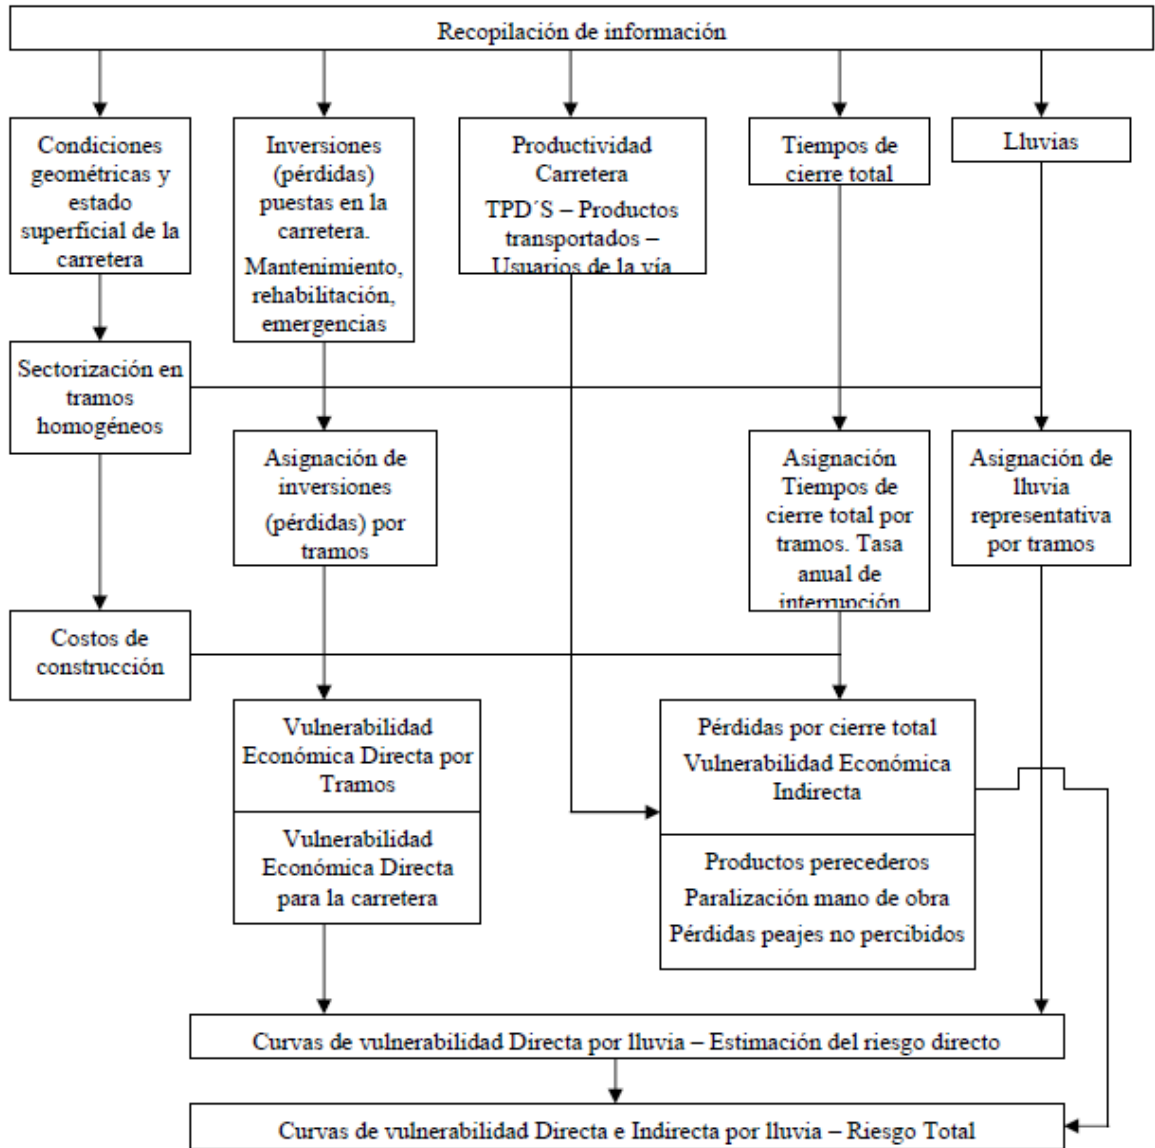 Recopilación de información
Condiciones
geométricas y
estado
superficial de la
carretera
Inversiones
(pérdidas)
puestas en la
carretera.
Mantenimiento,
rehabilitación,
emergencias
Productividad
Carretera
TPD´S – Productos
transportados –
Usuarios de la vía
Tiempos de
cierre total
Lluvias
Sectorización en
tramos
homogéneos
Asignación de
inversiones
(pérdidas) por
tramos
Asignación
Tiempos de
cierre total por
tramos. Tasa
anual de
interrupción
Asignación de
lluvia
representativa
por tramos
Costos de
construcción
Vulnerabilidad
Económica Directa por
Tramos
Vulnerabilidad
Económica Directa
para la carretera
Pérdidas por cierre total
Vulnerabilidad Económica
Indirecta
Productos perecederos
Paralización mano de obra
Pérdidas peajes no percibidos
Curvas de vulnerabilidad Directa por lluvia – Estimación del riesgo directo
Curvas de vulnerabilidad Directa e Indirecta por lluvia – Riesgo Total